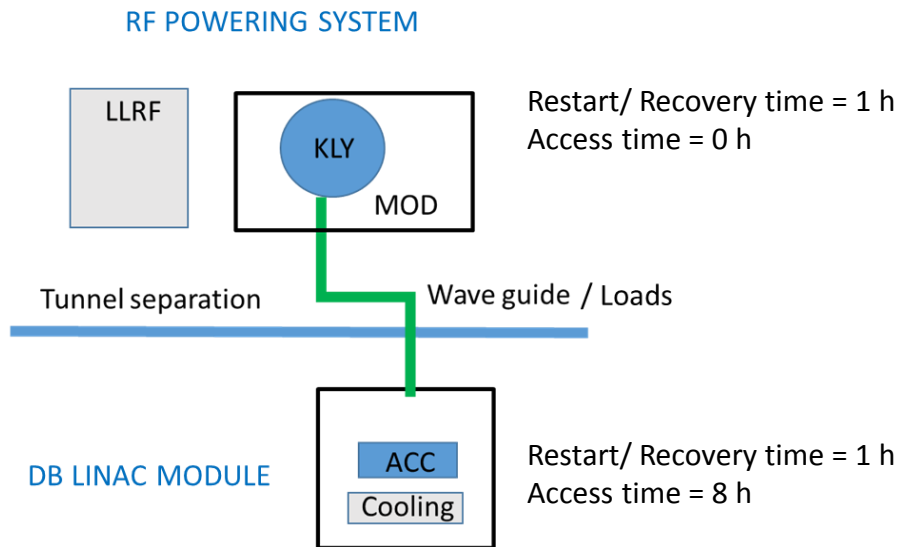 RF POWERING SYSTEM
LLRF
KLY
MOD
Restart/ Recovery time = 1 h
Access time = 0 h
Tunnel separation
Wave guide / Loads
DB LINAC MODULE
ACC
Cooling
Restart/ Recovery time = 1 h
Access time = 8 h